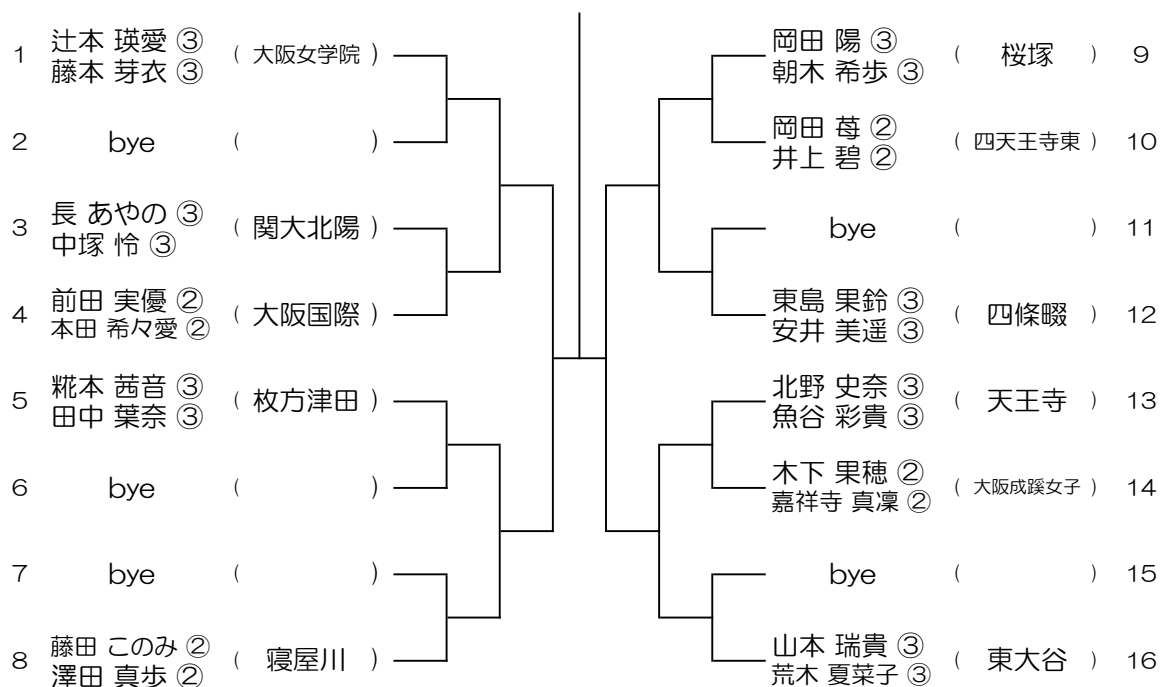 1 辻本 瑛愛 ③
藤本 芽衣 ③ ( 大阪女学院 )
2 bye ( )
3 長 あやの ③
中塚 怜 ③ ( 関大北陽 )
4 前田 実優 ②
本田 希々愛 ② ( 大阪国際 )
5 糀本 茜音 ③
田中 葉奈 ③ ( 枚方津田 )
6 bye ( )
7 bye ( )
8 藤田 このみ ②
澤田 真歩 ② ( 寝屋川 )
岡田 陽 ③
朝木 希歩 ③ ( 桜塚 ) 9
岡田 苺 ②
井上 碧 ② ( 四天王寺東 ) 10
bye ( ) 11
東島 果鈴 ③
安井 美遥 ③ ( 四條畷 ) 12
北野 史奈 ③
魚谷 彩貴 ③ ( 天王寺 ) 13
木下 果穂 ②
嘉祥寺 真凜 ② ( 大阪成蹊女子 ) 14
bye ( ) 15
山本 瑞貴 ③
荒木 夏菜子 ③ ( 東大谷 ) 16